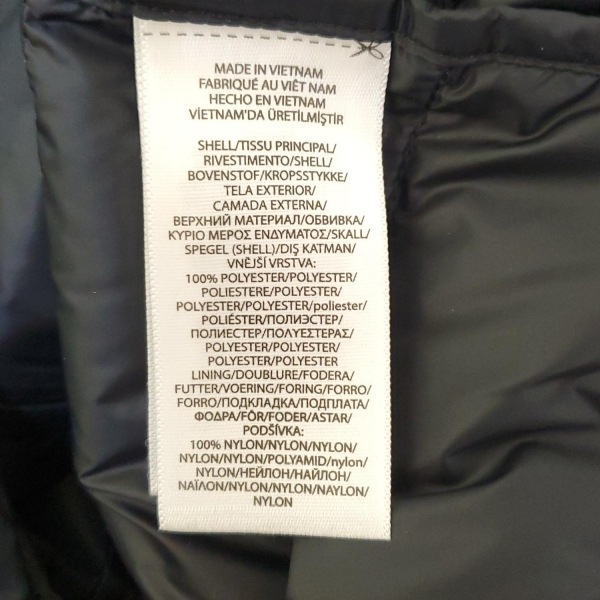 MADE IN VIETNAM
FABRIQUÉ AU VIÊT NAM
HECHO EN VIETNAM
VİETNAM'DA ÜRETİLMİŞTİR
SHELL/TISSU PRINCIPAL/
RIVESTIMENTO/SHELL/
BOVENSTOF/KROPSSTYKKE/
TELA EXTERIOR/
CAMADA EXTERNA/
ВЕРХНИЙ МАТЕРИАЛ/ОБВИВКА/
ΚΥΡΙΟ ΜΕΡΟΣ ΕΝΔΥΜΑΤΟΣ/SKALL/
SPEGEL (SHELL)/DIŞ KATMAN/
VNĚJŠÍ VRSTVA:
100% POLYESTER/POLYESTER/
POLIESTERE/POLYESTER/
POLYESTER/POLYESTER/poliester/
POLIÉSTER/ПОЛИЭСТЕР/
ПОЛИЕСТЕР/ΠΟΛΥΕΣΤΕΡΑΣ/
POLYESTER/POLYESTER/
POLYESTER/POLYESTER
LINING/DOUBLURE/FODERA/
FUTTER/VOERING/FORING/FORRO/
FORRO/ПОДКЛАДКА/ПОДПЛАТА/
ΦΟΔΡΑ/FÔR/FODER/ASTAR/
PODŠÍVKA:
100% NYLON/NYLON/NYLON/
NYLON/NYLON/POLYAMID/nylon/
NYLON/НЕЙЛОН/НАЙЛОН/
ΝΑΪΛΟΝ/NYLON/NYLON/NAYLON/
NYLON